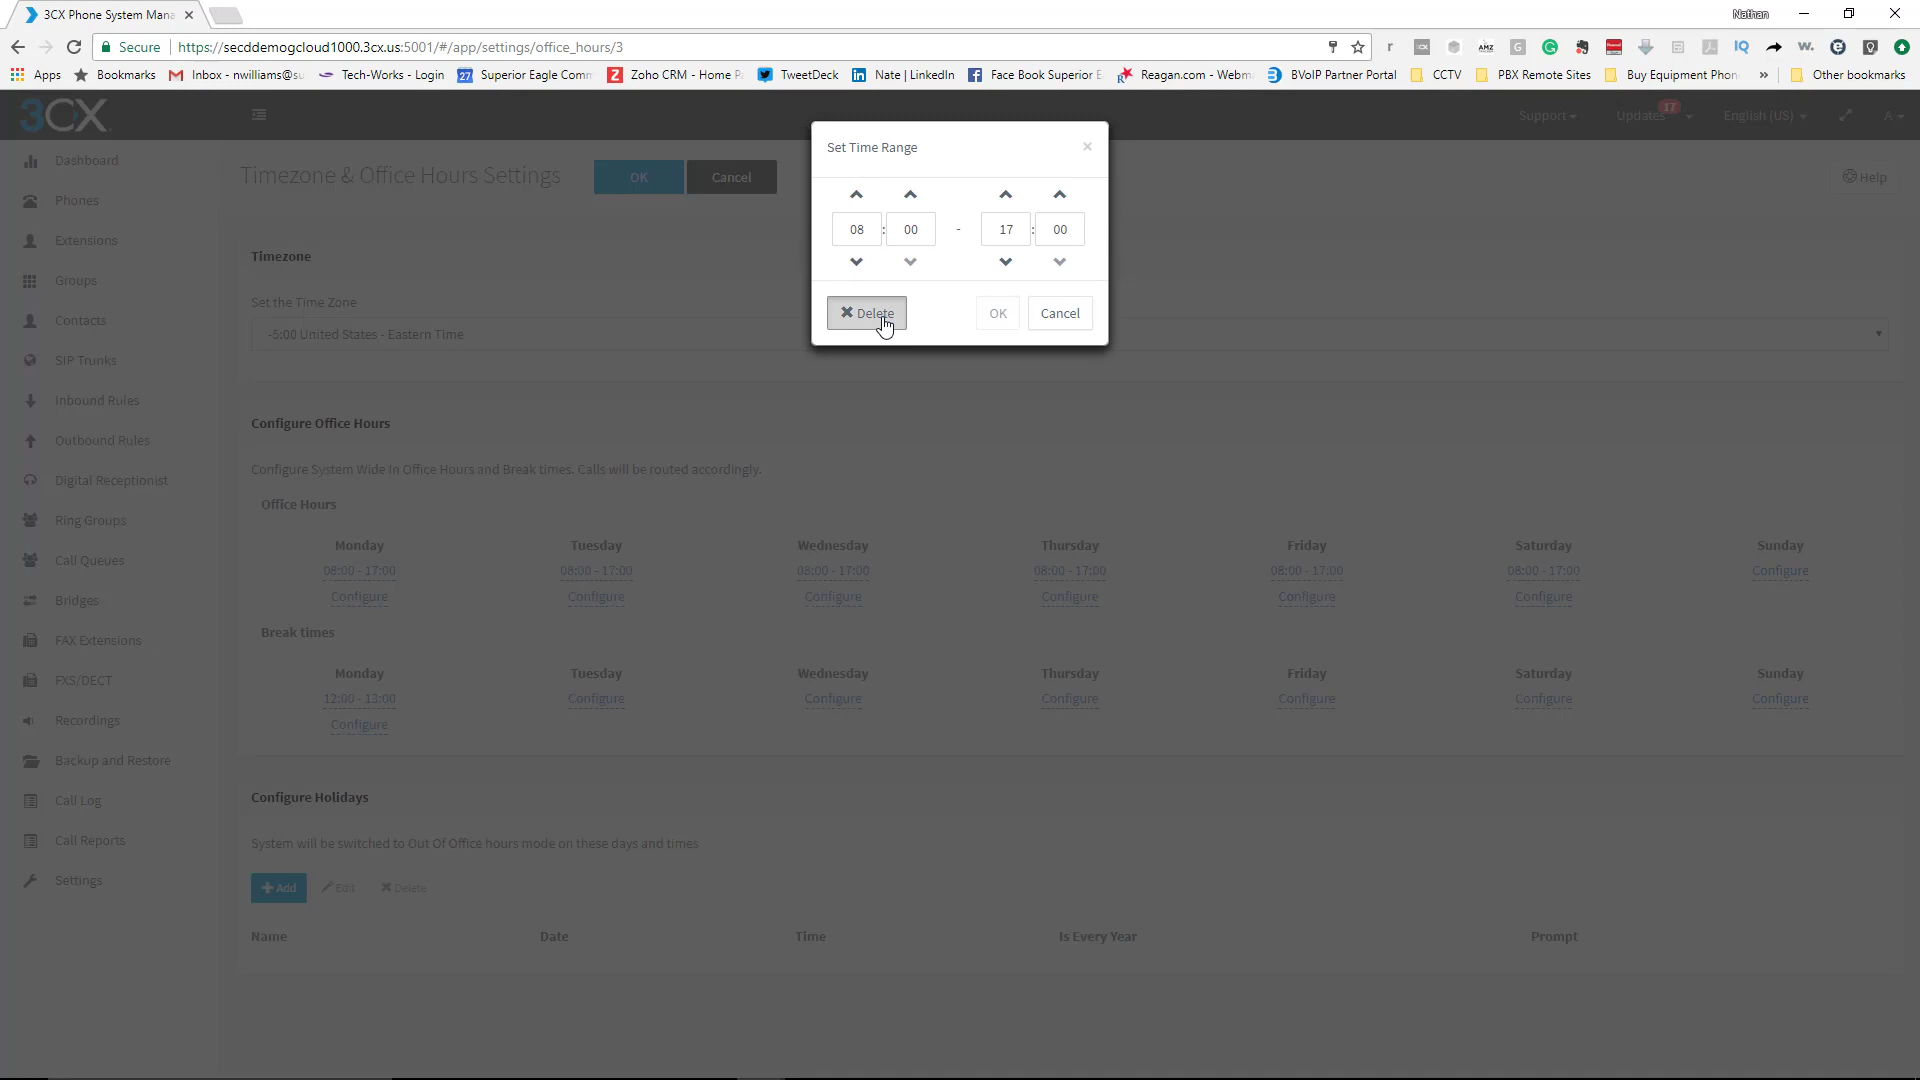 3CX Phone System Mana
Nathan
Secure
https://secddemogcloud1000.3cx.us:5001/#/app/settings/office_hours/3
Apps
Bookmarks
Inbox - nwilliams@su
Tech-Works - Login
Superior Eagle Comm
Zoho CRM - Home Pa
TweetDeck
Nate | LinkedIn
Face Book Superior E
Reagan.com - Webm
BVoIP Partner Portal
CCTV
PBX Remote Sites
Buy Equipment Phon
»
Other bookmarks
3CX
Support
Updates
17
English (US)
A
Dashboard
Phones
Extensions
Groups
Contacts
SIP Trunks
Inbound Rules
Outbound Rules
Digital Receptionist
Ring Groups
Call Queues
Bridges
FAX Extensions
FXS/DECT
Recordings
Backup and Restore
Call Log
Call Reports
Settings
Timezone & Office Hours Settings
OK
Cancel
Help
Set Time Range
×
08 : 00 - 17 : 00
Delete
OK
Cancel
Timezone
Set the Time Zone
-5:00 United States - Eastern Time
Configure Office Hours
Configure System Wide In Office Hours and Break times. Calls will be routed accordingly.
Office Hours
Monday Tuesday Wednesday Thursday Friday Saturday Sunday
08:00 - 17:00 08:00 - 17:00 08:00 - 17:00 08:00 - 17:00 08:00 - 17:00 08:00 - 17:00 Configure
Configure Configure Configure Configure Configure Configure
Break times
Monday Tuesday Wednesday Thursday Friday Saturday Sunday
12:00 - 13:00 Configure Configure Configure Configure Configure Configure
Configure
Configure Holidays
System will be switched to Out Of Office hours mode on these days and times
Add Edit Delete
Name Date Time Is Every Year Prompt